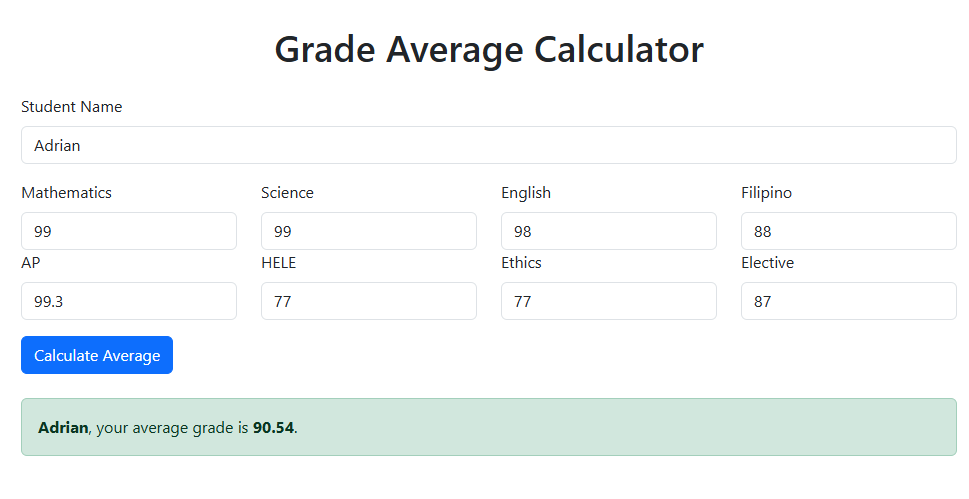 Grade Average Calculator
Student Name
Adrian
Mathematics Science English Filipino
99 99 98 88
AP HELE Ethics Elective
99.3 77 77 87
Calculate Average
Adrian, your average grade is 90.54.